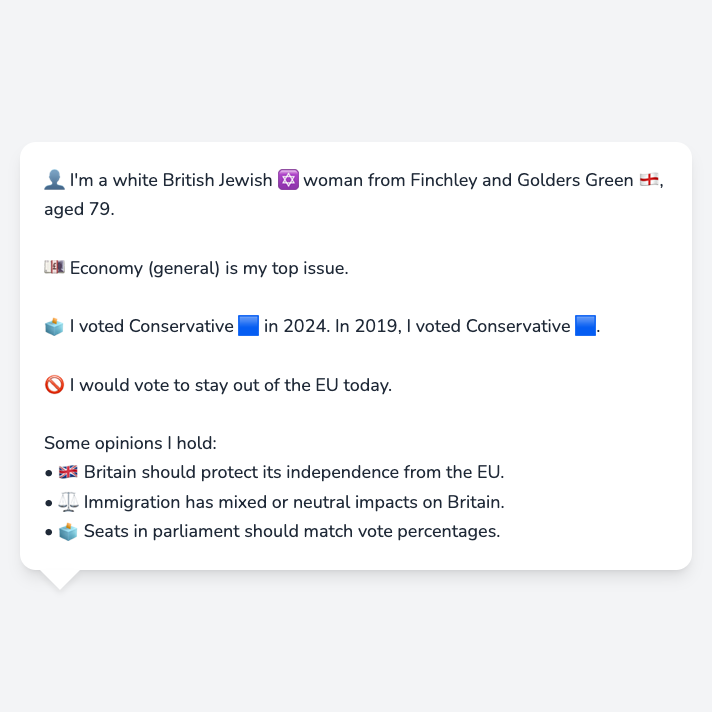 👤 I'm a white British Jewish 🔯 woman from Finchley and Golders Green 🏴󠁧󠁢󠁥󠁮󠁧󠁿,
aged 79.
💷 Economy (general) is my top issue.
🗳️ I voted Conservative 🟦 in 2024. In 2019, I voted Conservative 🟦.
🚫 I would vote to stay out of the EU today.
Some opinions I hold:
• 🇬🇧 Britain should protect its independence from the EU.
• ⚖️ Immigration has mixed or neutral impacts on Britain.
• 🗳️ Seats in parliament should match vote percentages.